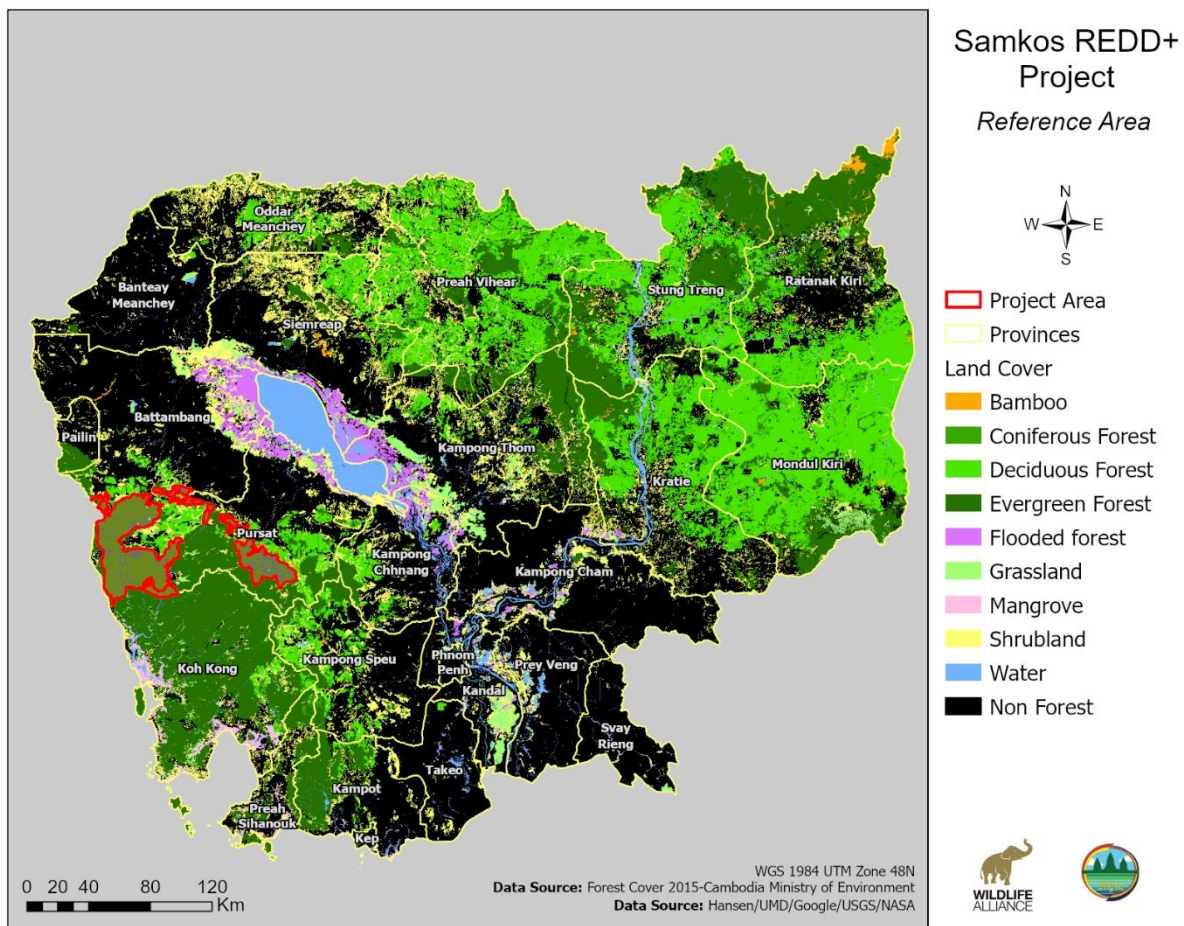 Samkos REDD+
Project
Reference Area
N
W
E
S
Project Area
Provinces
Land Cover
Bamboo
Coniferous Forest
Deciduous Forest
Evergreen Forest
Flooded forest
Grassland
Mangrove
Shrubland
Water
Non Forest
Oddar
Meanchey
Banteay
Meanchey
Siemreap
Preah Vihear
Stung Treng
Ratanak Kiri
Battambang
Pailin
Kampong Thom
Mondul Kiri
Kratie
Pursat
Kampong
Chhnang
Kampong Cham
Koh Kong
Kampong Speu
Phnom
Penh
Prey Veng
Kandal
Svay
Rieng
Takeo
Kampot
Preah
Sihanouk
Kep
0 10 20 40 80 120
Km
WGS 1984 UTM Zone 48N
Data Source: Forest Cover 2015-Cambodia Ministry of Environment
Data Source: Hansen/UMD/Google/USGS/NASA
WILDLIFE
ALLIANCE